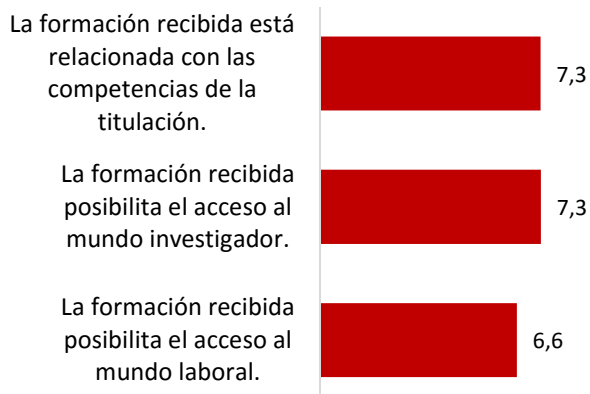 La formación recibida está
relacionada con las
competencias de la
titulación.
7,3
La formación recibida
posibilita el acceso al
mundo investigador.
7,3
La formación recibida
posibilita el acceso al
mundo laboral.
6,6